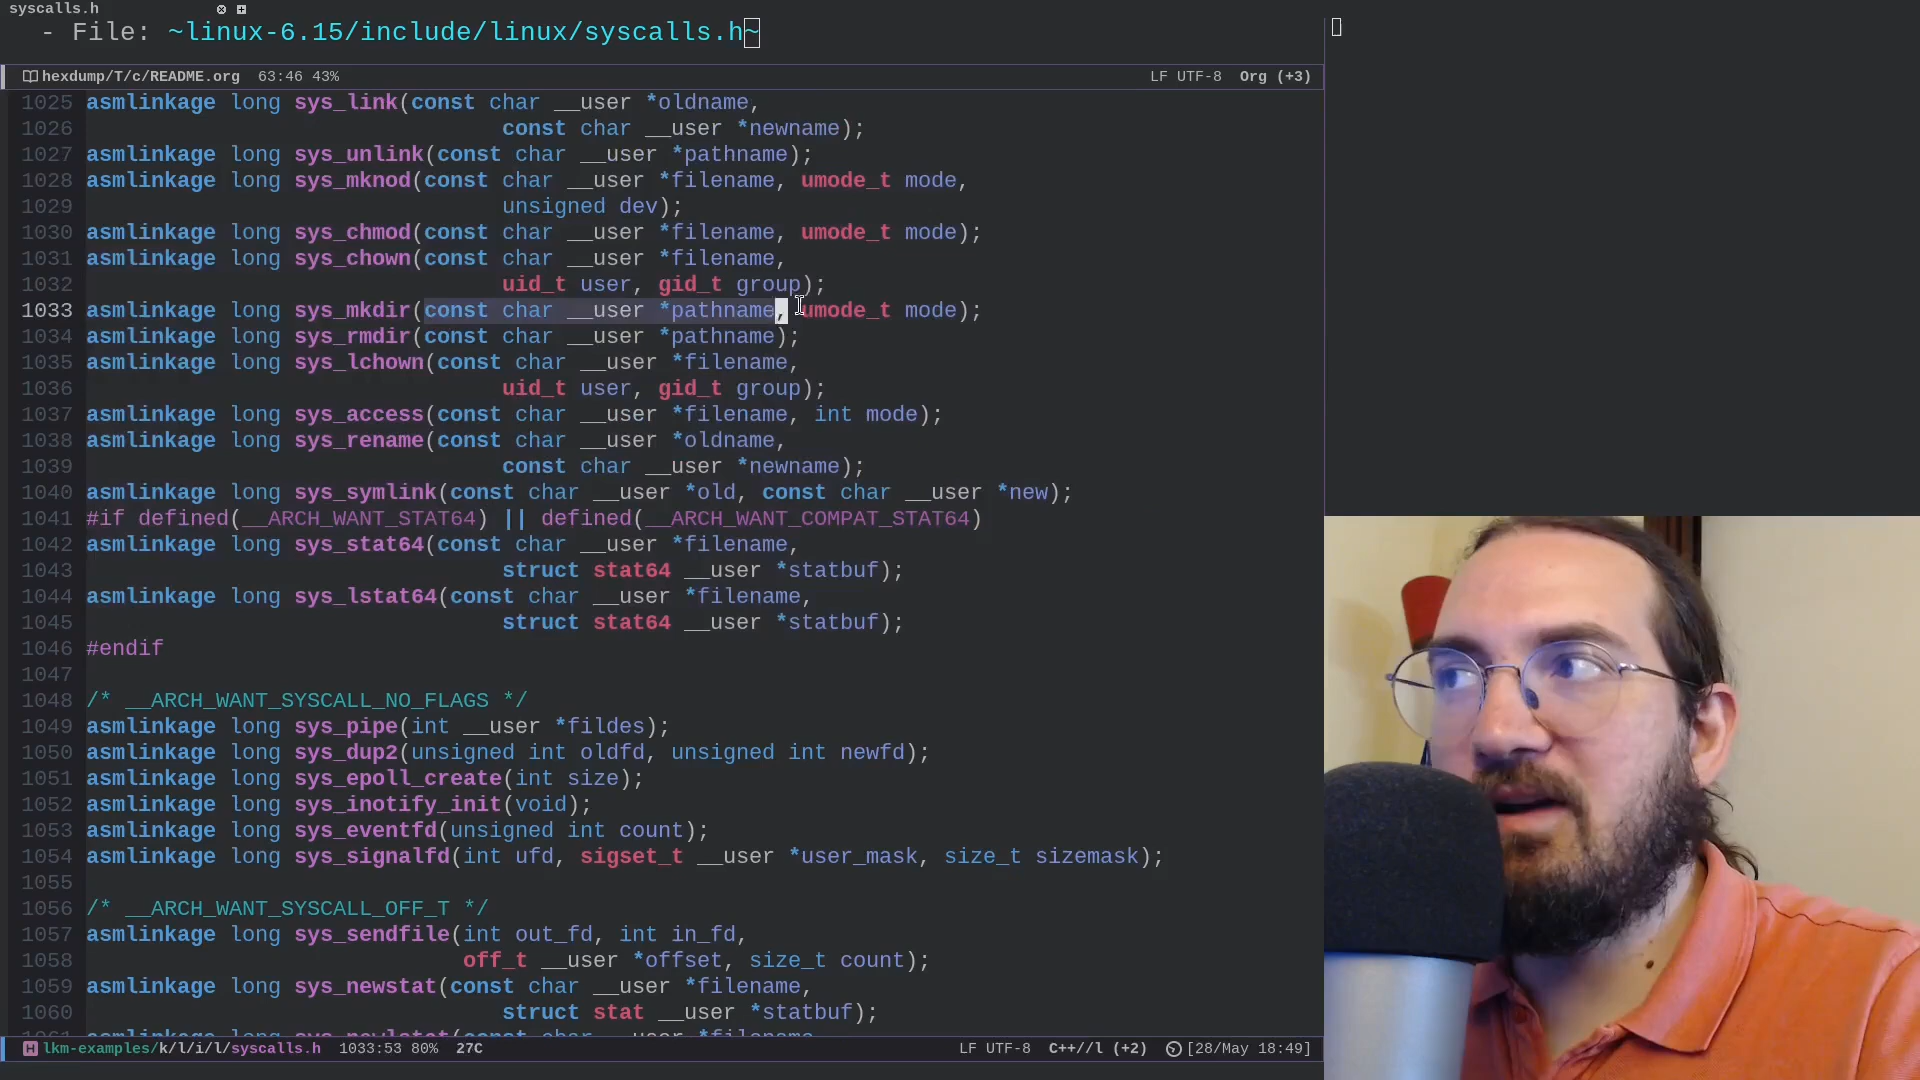 syscalls.h
- File: ~linux-6.15/include/linux/syscalls.h~
hexdump/T/c/README.org 63:46 43% LF UTF-8 Org (+3)
1025 asmlinkage long sys_link(const char __user *oldname,
1026 const char __user *newname);
1027 asmlinkage long sys_unlink(const char __user *pathname);
1028 asmlinkage long sys_mknod(const char __user *filename, umode_t mode,
1029 unsigned dev);
1030 asmlinkage long sys_chmod(const char __user *filename, umode_t mode);
1031 asmlinkage long sys_chown(const char __user *filename,
1032 uid_t user, gid_t group);
1033 asmlinkage long sys_mkdir(const char __user *pathname, umode_t mode);
1034 asmlinkage long sys_rmdir(const char __user *pathname);
1035 asmlinkage long sys_lchown(const char __user *filename,
1036 uid_t user, gid_t group);
1037 asmlinkage long sys_access(const char __user *filename, int mode);
1038 asmlinkage long sys_rename(const char __user *oldname,
1039 const char __user *newname);
1040 asmlinkage long sys_symlink(const char __user *old, const char __user *new);
1041 #if defined(__ARCH_WANT_STAT64) || defined(__ARCH_WANT_COMPAT_STAT64)
1042 asmlinkage long sys_stat64(const char __user *filename,
1043 struct stat64 __user *statbuf);
1044 asmlinkage long sys_lstat64(const char __user *filename,
1045 struct stat64 __user *statbuf);
1046 #endif
1047
1048 /* __ARCH_WANT_SYSCALL_NO_FLAGS */
1049 asmlinkage long sys_pipe(int __user *fildes);
1050 asmlinkage long sys_dup2(unsigned int oldfd, unsigned int newfd);
1051 asmlinkage long sys_epoll_create(int size);
1052 asmlinkage long sys_inotify_init(void);
1053 asmlinkage long sys_eventfd(unsigned int count);
1054 asmlinkage long sys_signalfd(int ufd, sigset_t __user *user_mask, size_t sizemask);
1055
1056 /* __ARCH_WANT_SYSCALL_OFF_T */
1057 asmlinkage long sys_sendfile(int out_fd, int in_fd,
1058 off_t __user *offset, size_t count);
1059 asmlinkage long sys_newstat(const char __user *filename,
1060 struct stat __user *statbuf);
1061 asmlinkage long sys_newlstat(const char __user *filename,
lkm-examples/k/l/i/l/syscalls.h 1033:53 80% 27C LF UTF-8 C++//l (+2) [28/May 18:49]